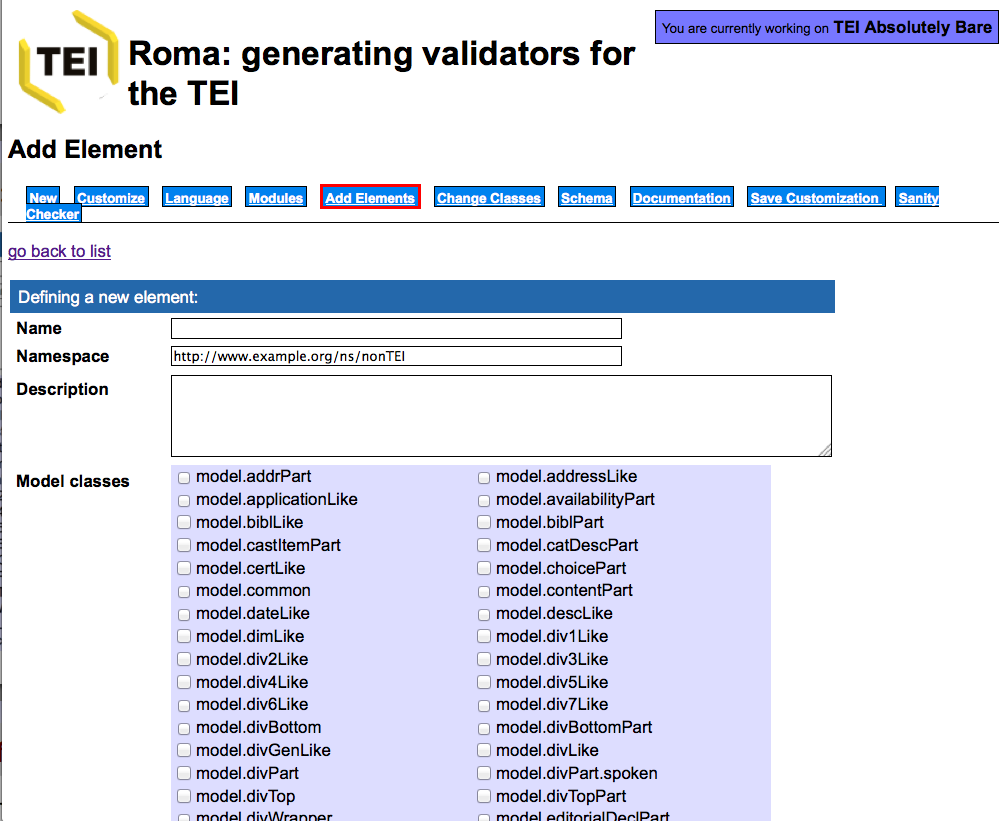 You are currently working on TEI Absolutely Bare
TEI
Roma: generating validators for
the TEI
Add Element
New Customize Language Modules Add Elements Change Classes Schema Documentation Save Customization Sanity
Checker
go back to list
Defining a new element:
Name
Namespace http://www.example.org/ns/nonTEI
Description
Model classes model.addrPart model.addressLike
model.applicationLike model.availabilityPart
model.biblLike model.biblPart
model.castItemPart model.catDescPart
model.certLike model.choicePart
model.common model.contentPart
model.dateLike model.descLike
model.dimLike model.div1Like
model.div2Like model.div3Like
model.div4Like model.div5Like
model.div6Like model.div7Like
model.divBottom model.divBottomPart
model.divGenLike model.divLike
model.divPart model.divPart.spoken
model.divTop model.divTopPart
model.divWrapper model.editorialDeclPart